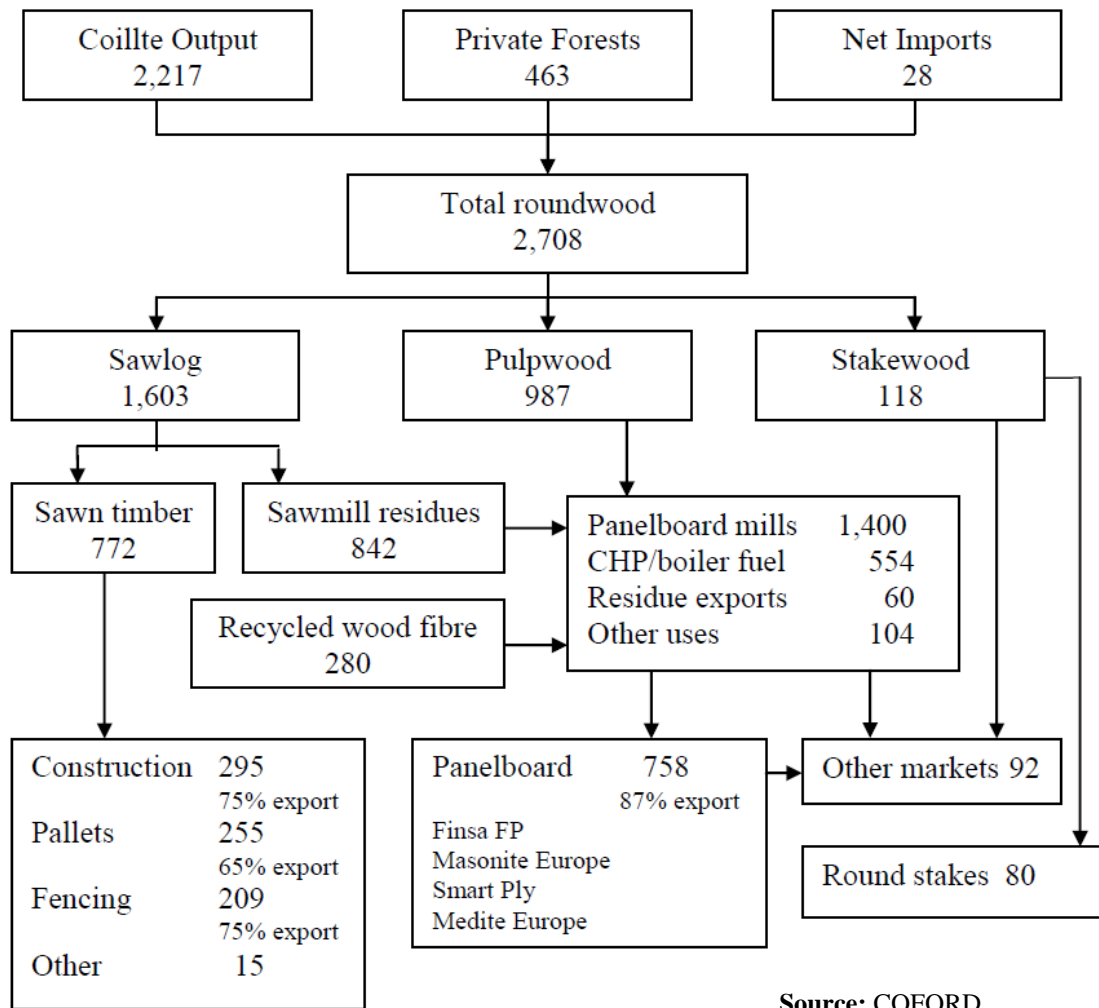 Coillte Output
2,217
Private Forests
463
Net Imports
28
Total roundwood
2,708
Sawlog
1,603
Pulpwood
987
Stakewood
118
Sawn timber
772
Sawmill residues
842
Panelboard mills 1,400
CHP/boiler fuel 554
Residue exports 60
Other uses 104
Recycled wood fibre
280
Construction 295
75% export
Pallets 255
65% export
Fencing 209
75% export
Other 15
Panelboard 758
87% export
Finsa FP
Masonite Europe
Smart Ply
Medite Europe
Other markets 92
Round stakes 80
Source: COFORD